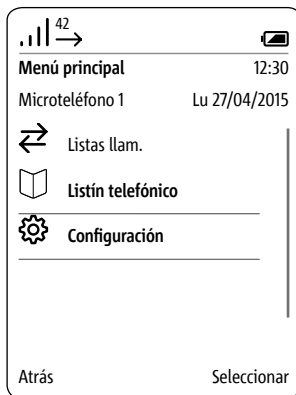 42
Menú principal 12:30
Microteléfono 1 Lu 27/04/2015
Listas llam.
Listín telefónico
Configuración
Atrás Seleccionar